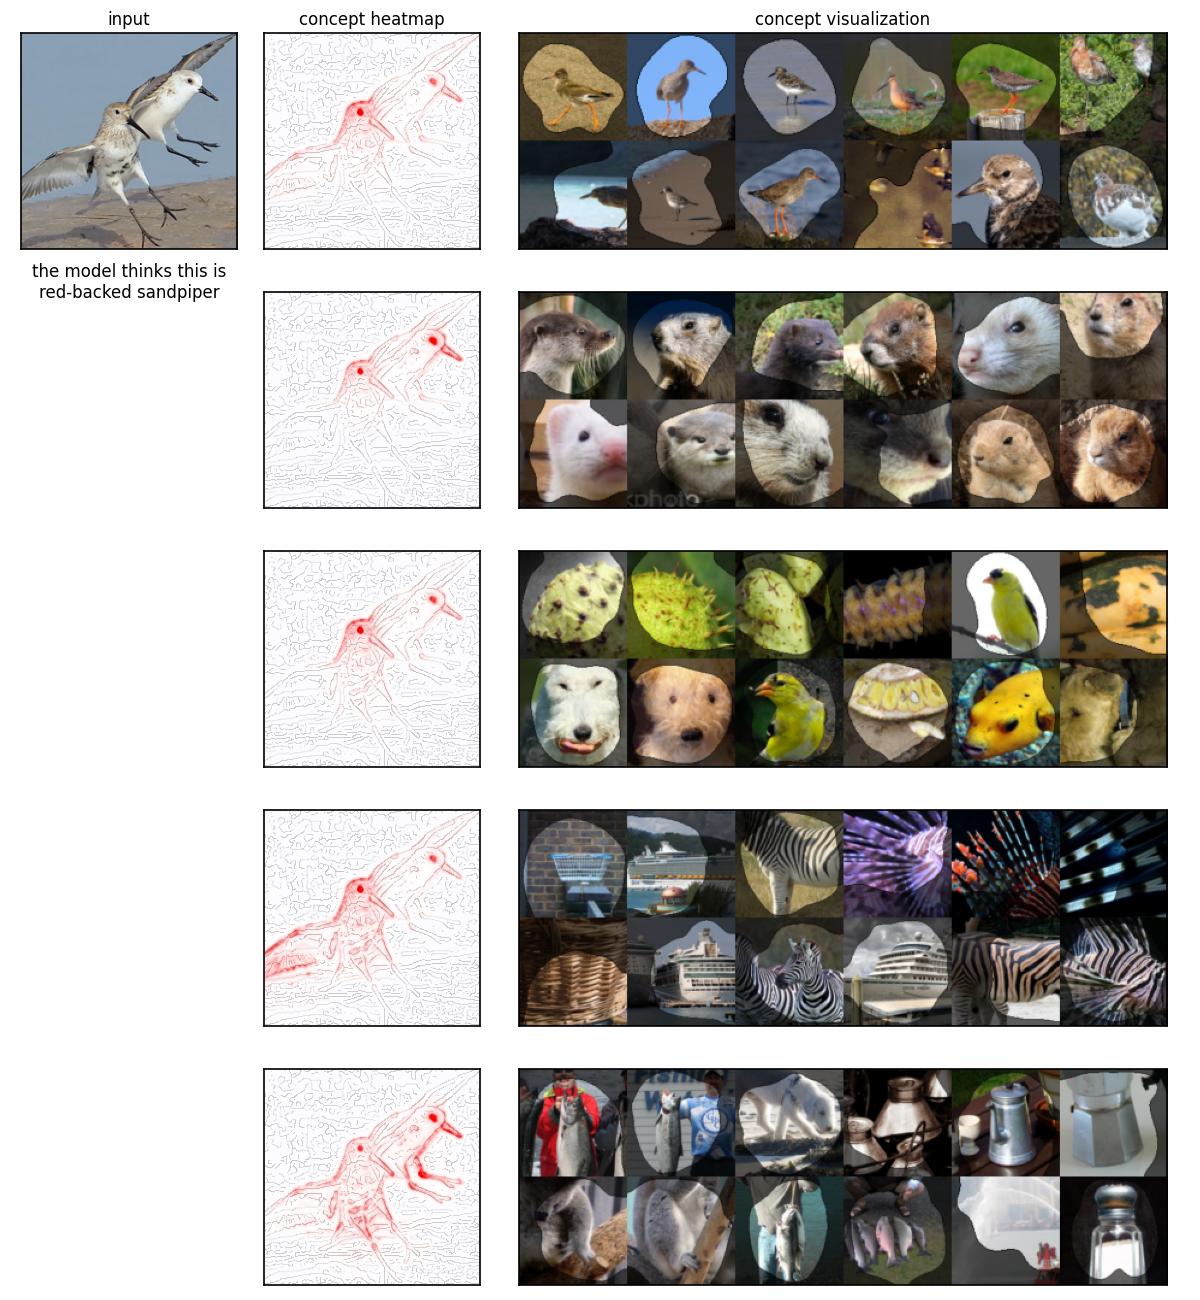 input
concept heatmap
concept visualization
the model thinks this is
red-backed sandpiper